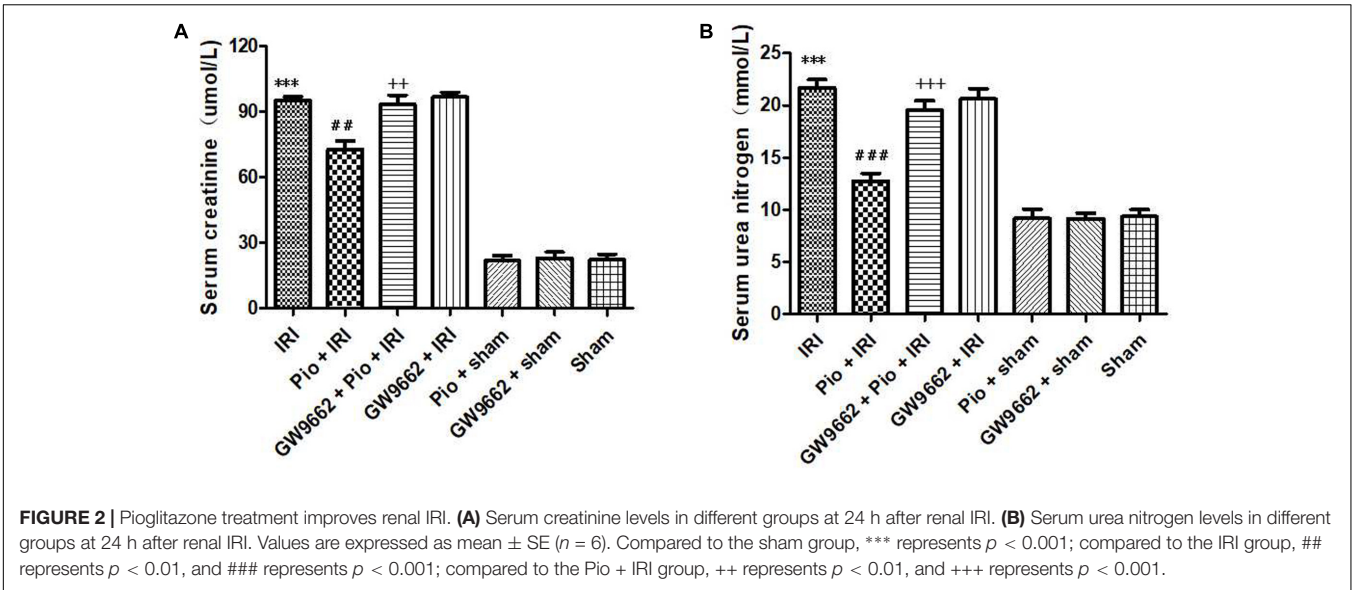 A
Serum creatinine (umol/L)
120
90
60
30
0
***
##
++
IRI
Pio + IRI
GW9662 + Pio + IRI
GW9662 + IRI
Pio + sham
GW9662 + sham
Sham
B
Serum urea nitrogen (mmol/L)
25
20
15
10
5
0
***
###
+++
IRI
Pio + IRI
GW9662 + Pio + IRI
GW9662 + IRI
Pio + sham
GW9662 + sham
Sham
FIGURE 2 | Pioglitazone treatment improves renal IRI. (A) Serum creatinine levels in different groups at 24 h after renal IRI. (B) Serum urea nitrogen levels in different
groups at 24 h after renal IRI. Values are expressed as mean ± SE (n = 6). Compared to the sham group, *** represents p < 0.001; compared to the IRI group, ##
represents p < 0.01, and ### represents p < 0.001; compared to the Pio + IRI group, ++ represents p < 0.01, and +++ represents p < 0.001.